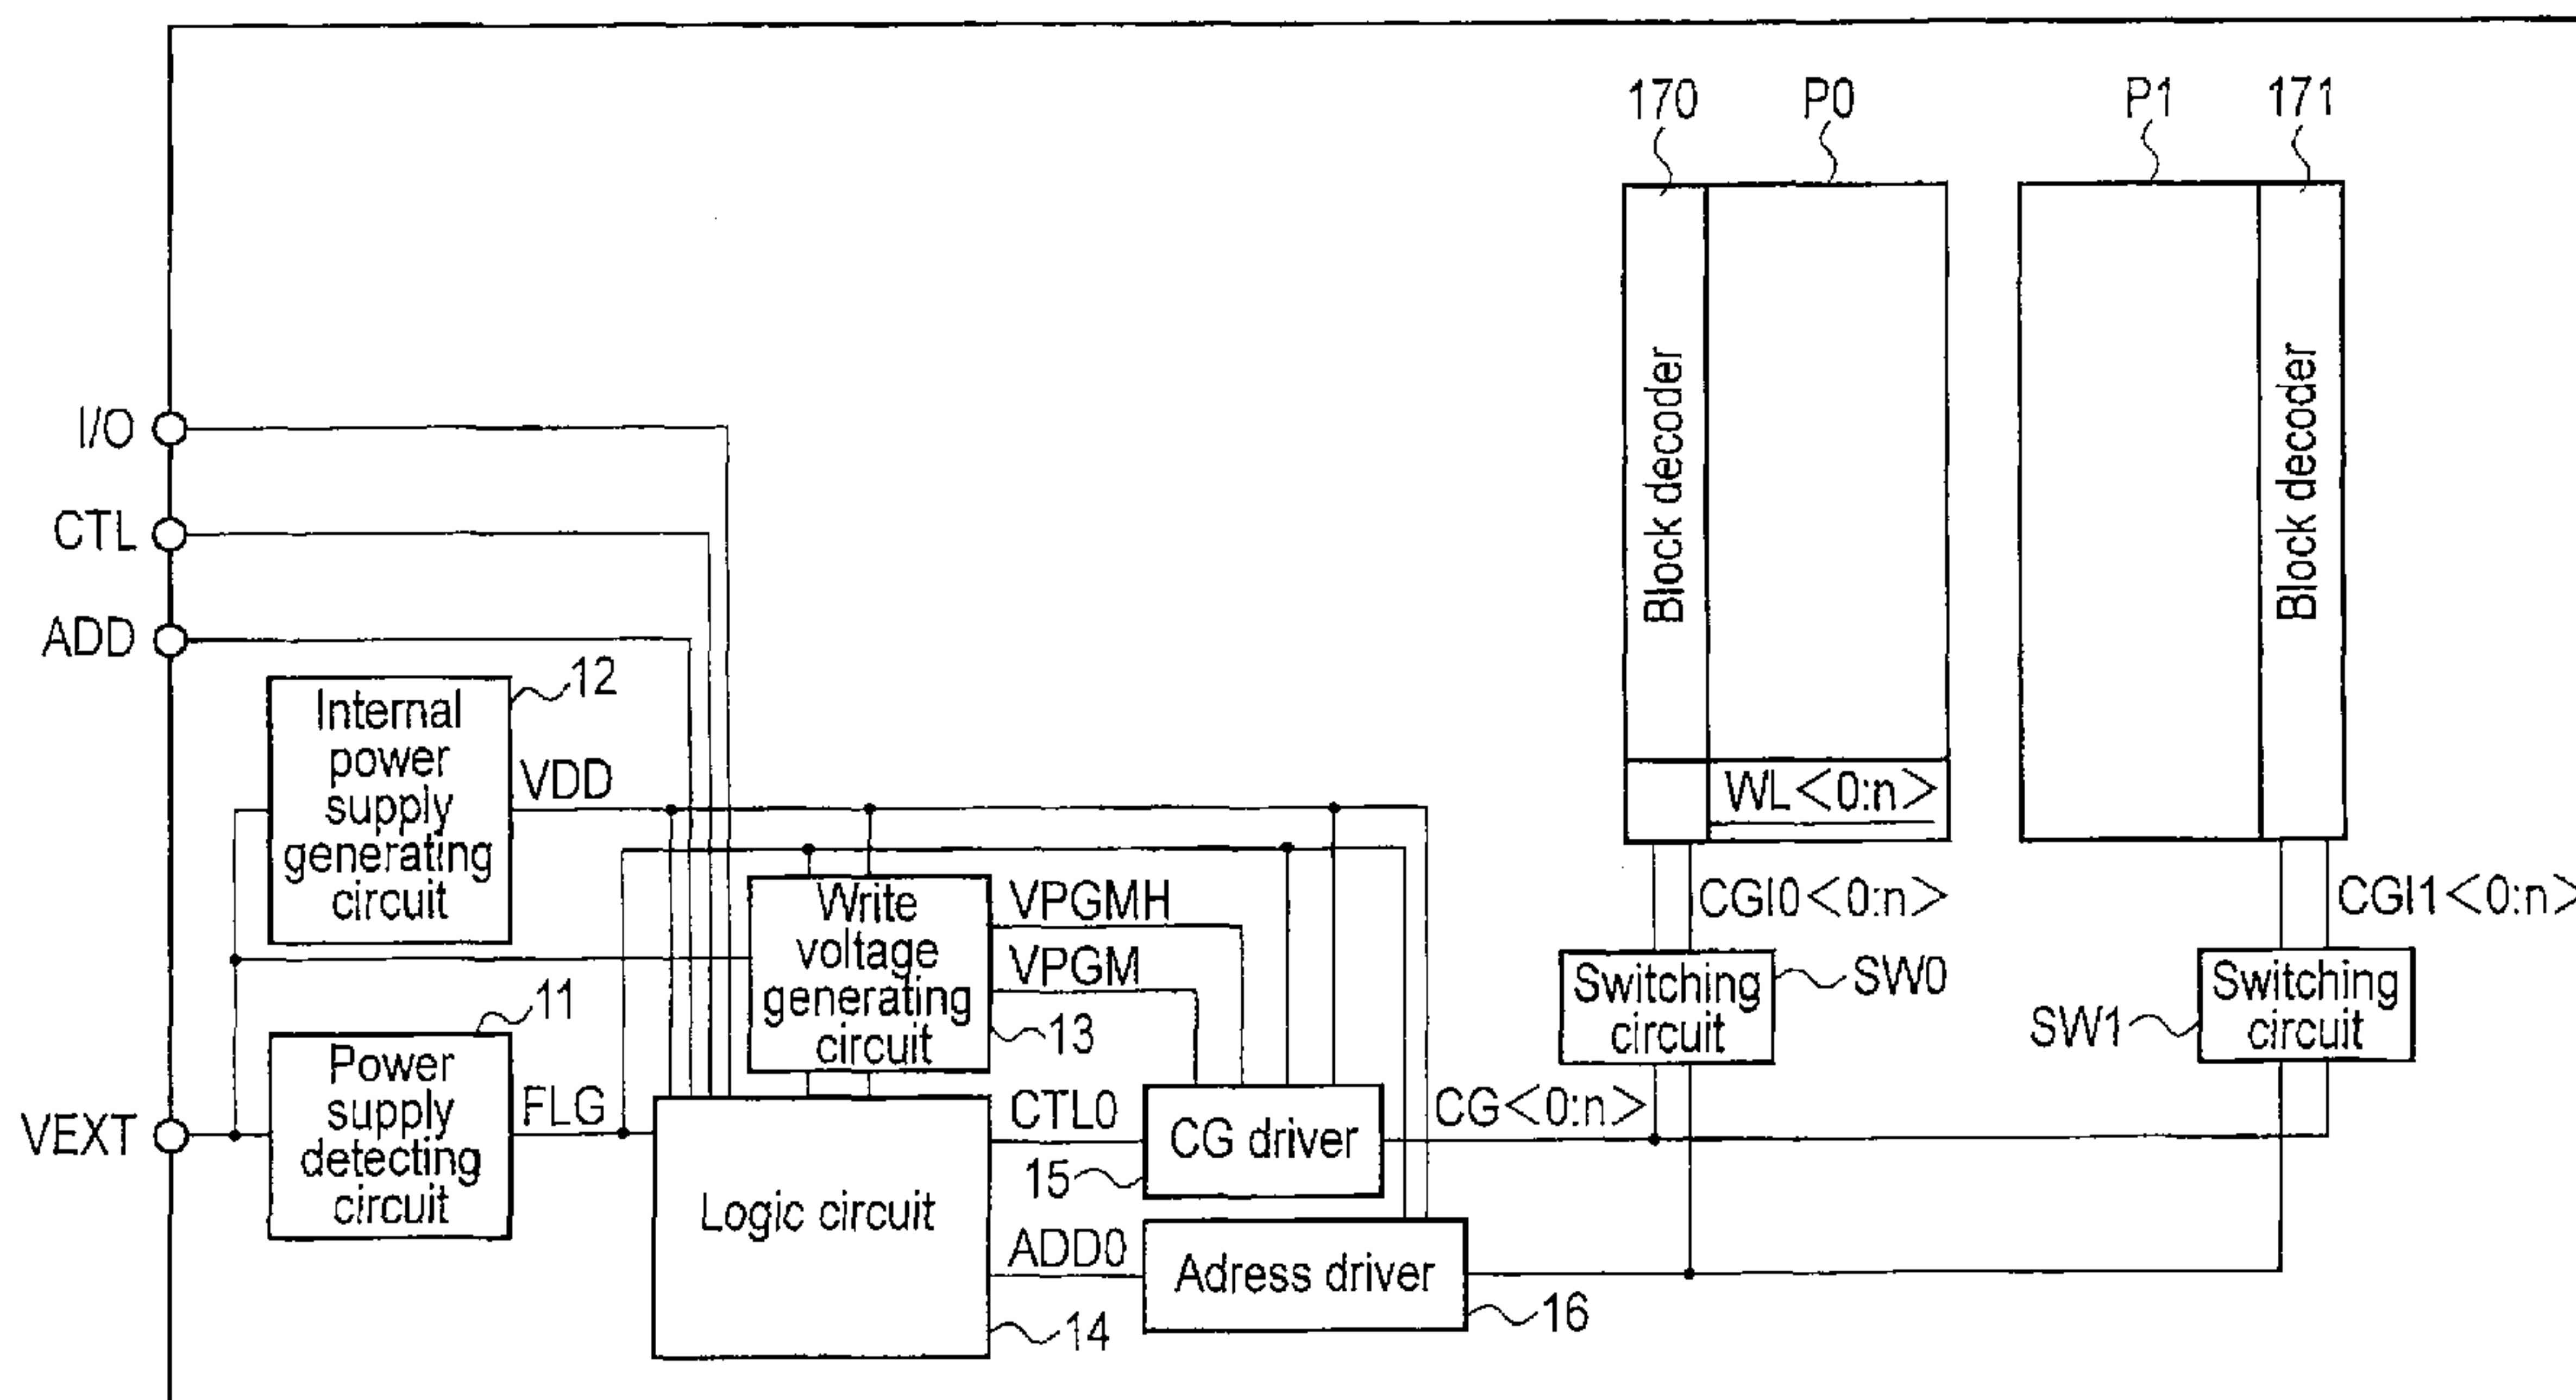 170
P0
P1
171
Block decoder
Block decoder
I/O
CTL
ADD
12
Internal
power
supply
generating
circuit
VDD
WL<0:n>
Write
voltage
generating
circuit
VPGMH
VPGM
13
CGI0<0:n>
CGI1<0:n>
Switching
circuit
SW0
Switching
circuit
SW1
11
Power
supply
detecting
circuit
VEXT
FLG
Logic circuit
14
CTL0
15
CG driver
CG<0:n>
ADD0
Adress driver
16